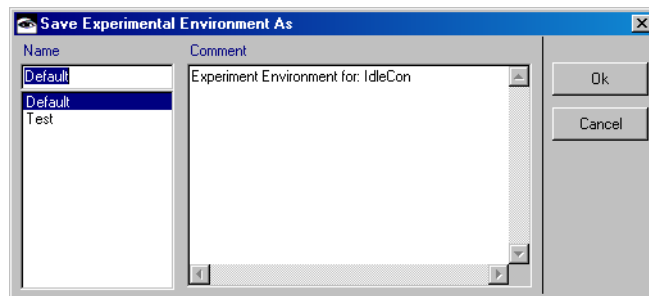 Save Experimental Environment As
Name
Comment
Default
Experiment Environment for: IdleCon
Default
Test
Ok
Cancel